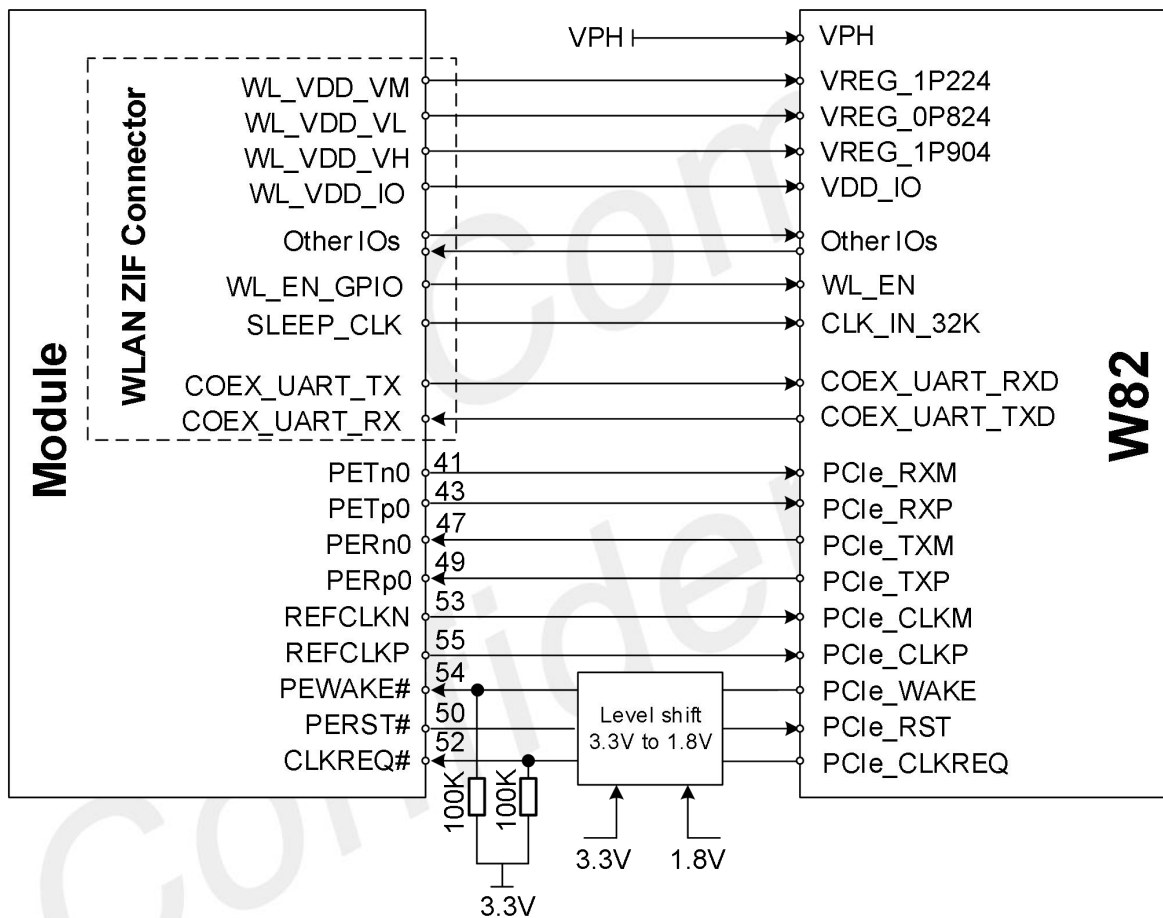 VPH
VPH
WL_VDD_VM
VREG_1P224
WL_VDD_VL
VREG_0P824
WL_VDD_VH
VREG_1P904
WL_VDD_IO
VDD_IO
Other IOs
Other IOs
WL_EN_GPIO
WL_EN
SLEEP_CLK
CLK_IN_32K
COEX_UART_TX
COEX_UART_RXD
COEX_UART_RX
COEX_UART_TXD
WLAN ZIF Connector
Module
W82
PETn0
41
PCIe_RXM
PETp0
43
PCIe_RXP
PERn0
47
PCIe_TXM
PERp0
49
PCIe_TXP
REFCLKN
53
PCIe_CLKM
REFCLKP
55
PCIe_CLKP
PEWAKE#
54
PCIe_WAKE
PERST#
50
PCIe_RST
CLKREQ#
52
PCIe_CLKREQ
Level shift
3.3V to 1.8V
100K
100K
3.3V
1.8V
3.3V